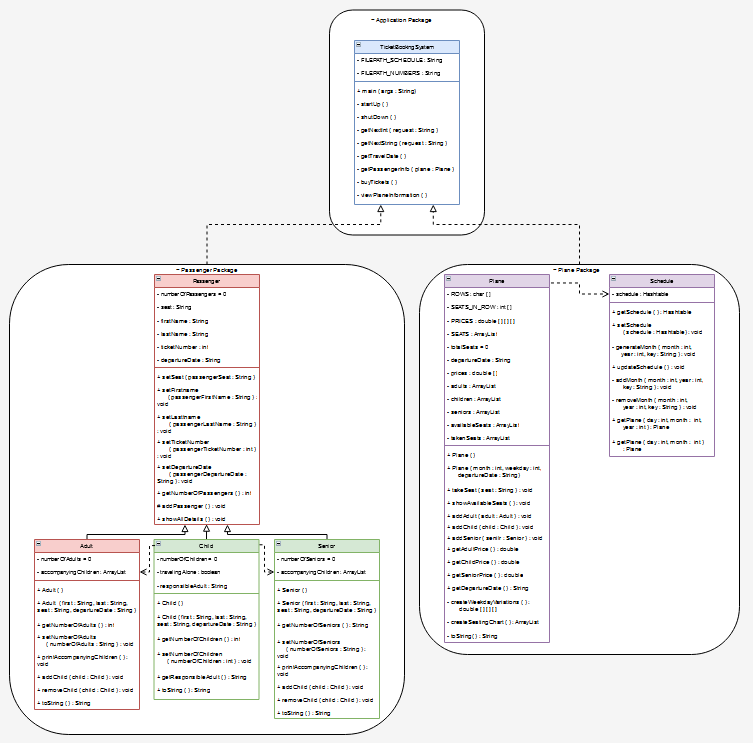 ~ Application Package
TicketBookingSystem
- FILEPATH_SCHEDULE : String
- FILEPATH_NUMBERS : String
+ main ( args : String)
- startUp ( )
- shutDown ( )
- getNextInt ( request : String )
- getNextString ( request : String )
- getTravelDate ( )
- getPassengerInfo ( plane : Plane )
- buyTickets ( )
- viewPlaneInformation ( )
~ Passenger Package
Passenger
- numberOfPassengers = 0
- seat : String
- firstName : String
- lastName : String
- ticketNumber : int
- departureDate : String
+ setSeat ( passengerSeat : String )
+ setFirstname
( passengerFirstName : String ) :
void
+ setLastname
( passengerLastName : String )
: void
+ setTicketNumber
( passengerTicketNumber : int )
: void
+ setDepartureDate
( passengerDepartureDate :
String ) : void
+ getNumberOfPassengers ( ) : int
# addPassenger ( ) : void
+ showAllDetails ( ) : void
Adult
- numberOfAdults = 0
- accompanyingChildren : ArrayList
+ Adult ( )
+ Adult ( first : String, last : String,
seat : String, departureDate : String )
+ getNumberOfAdults ( ) : int
+ setNumberOfAdults
( numberOfAdults : String ) : void
+ printAccompanyingChildren ( ) :
void
+ addChild ( child : Child ) : void
+ removeChild ( child : Child ) : void
+ toString ( ) : String
Child
- numberOfChildren = 0
- travelingAlone : boolean
- responsibleAdult : String
+ Child ( )
+ Child ( first : String, last : String,
seat : String, departureDate : String )
+ getNumberOfChildren ( ) : int
+ setNumberOfChildren
( numberOfChildren : int ) : void
+ getResponsibleAdult ( ) : String
+ toString ( ) : String
Senior
- numberOfSeniors = 0
- accompanyingChildren : ArrayList
+ Senior ( )
+ Senior ( first : String, last : String,
seat : String, departureDate : String )
+ getNumberOfSeniors ( ) : String
+ setNumberOfSeniors
( numberOfSeniors : String ) :
void
+ printAccompanyingChildren ( ) :
void
+ addChild ( child : Child ) : void
+ removeChild ( child : Child ) : void
+ toString ( ) : String
~ Plane Package
Plane
- ROWS : char [ ]
- SEATS_IN_ROW : int [ ]
- PRICES : double [ ] [ ] [ ] [ ]
- SEATS : ArrayList
- totalSeats = 0
- departureDate : String
- prices : double [ ]
- adults : ArrayList
- children : ArrayList
- seniors : ArrayList
- availableSeats : ArrayList
- takenSeats : ArrayList
+ Plane ( )
+ Plane ( month : int, weekday : int,
departureDate : String )
+ takeSeat ( seat : String ) : void
+ showAvailableSeats ( ) : void
+ addAdult ( adult : Adult ) : void
+ addChild ( child : Child ) : void
+ addSenior ( senir : Senior ) : void
+ getAdultPrice ( ) : double
+ getChildPrice ( ) : double
+ getSeniorPrice ( ) : double
+ getDepartureDate ( ) : String
- createWeekdayVariations ( ) :
double [ ] [ ] [ ]
- createSeatingChart ( ) : ArrayList
- toString ( ) : String
Schedule
- schedule : Hashtable
+ getSchedule ( ) : Hashtable
+ setSchedule
( schedule : Hashtable ) : void
- generateMonth ( month : int,
year : int, key : String ) : void
+ updateSchedule ( ) : void
- addMonth ( month : int, year : int,
key : String ) : void
- removeMonth ( month : int,
year : int, key : String ) : void
+ getPlane ( day : int, month : int,
year : int ) : Plane
+ getPlane ( day : int, month : int )
: Plane